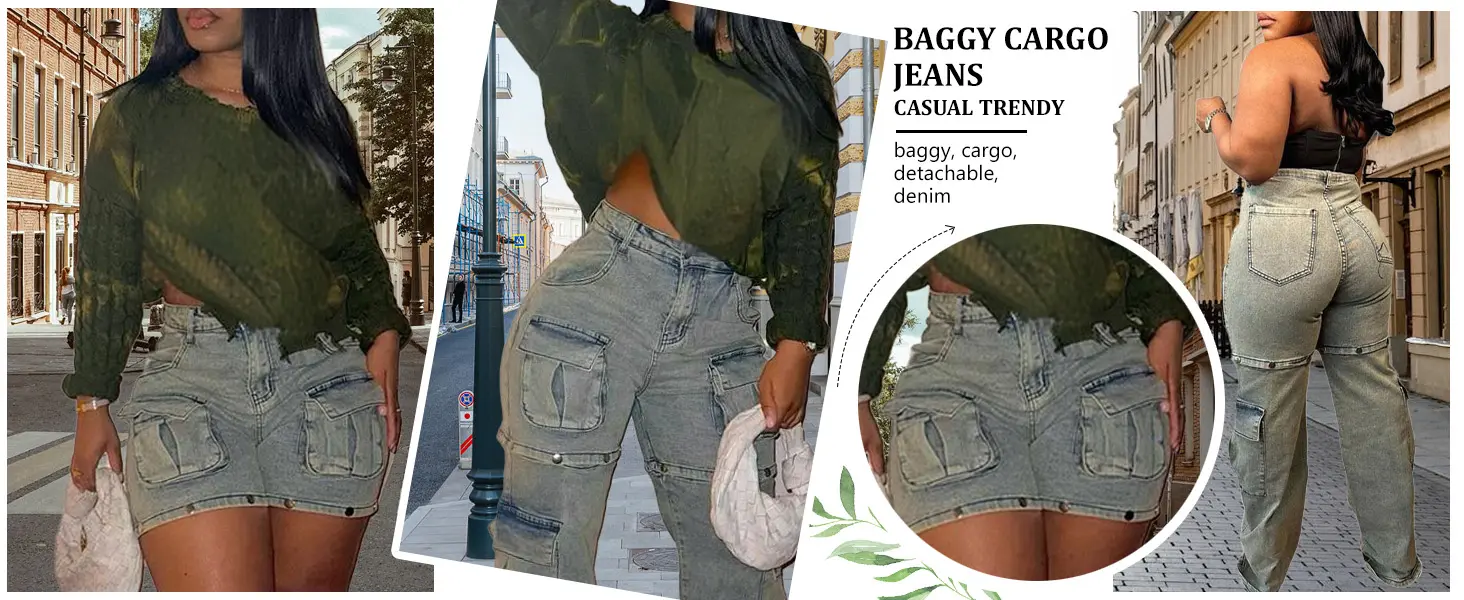 BAGGY CARGO
JEANS
CASUAL TRENDY
baggy, cargo,
detachable,
denim